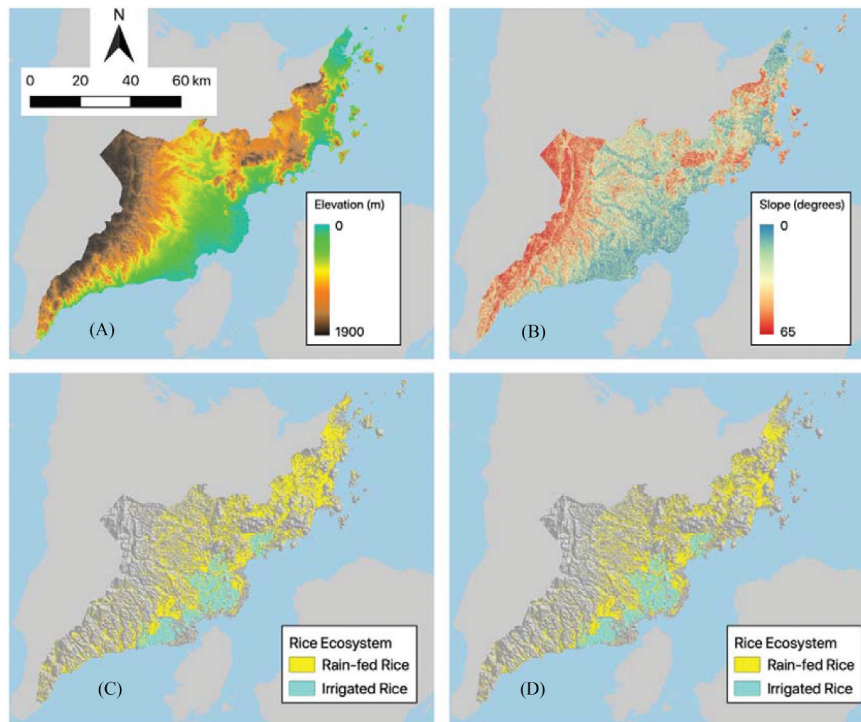 N
0 20 40 60 km
Elevation (m)
0
1900
(A)
Slope (degrees)
0
65
(B)
Rice Ecosystem
Rain-fed Rice
Irrigated Rice
(C)
Rice Ecosystem
Rain-fed Rice
Irrigated Rice
(D)